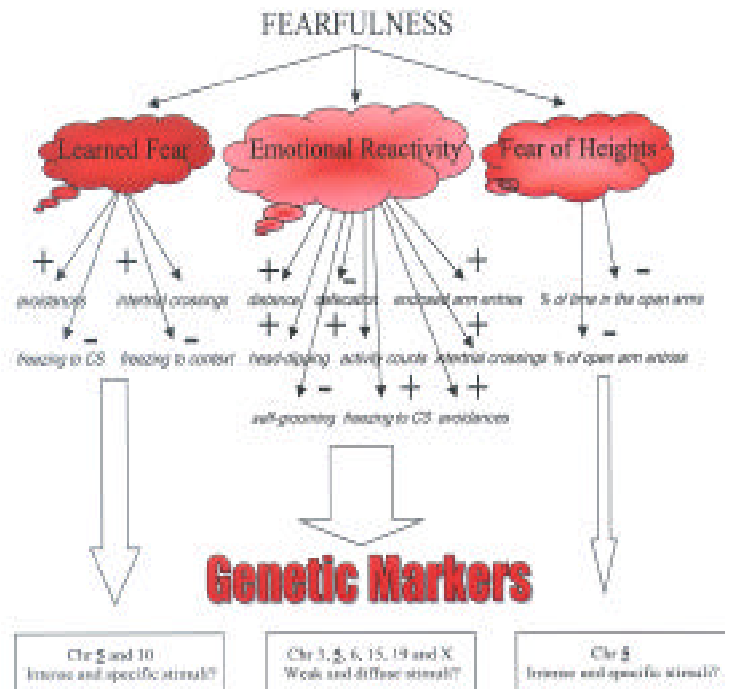 FEARFULNESS
Learned Fear Emotional Reactivity Fear of Heights
+ + + - + -
avoidances intertrial crossings distance defecation enclosed arm entries % of time in the open arms
- - + + + -
freezing to CS freezing to context head-dipping activity counts intertrial crossings % of open arm entries
- + +
self-grooming freezing to CS avoidances
Genetic Markers
Chr 5 and 10 Chr 5, 6, 15, 19 and X Chr 5
Intense and specific stimuli? Weak and diffuse stimuli? Intense and specific stimuli?